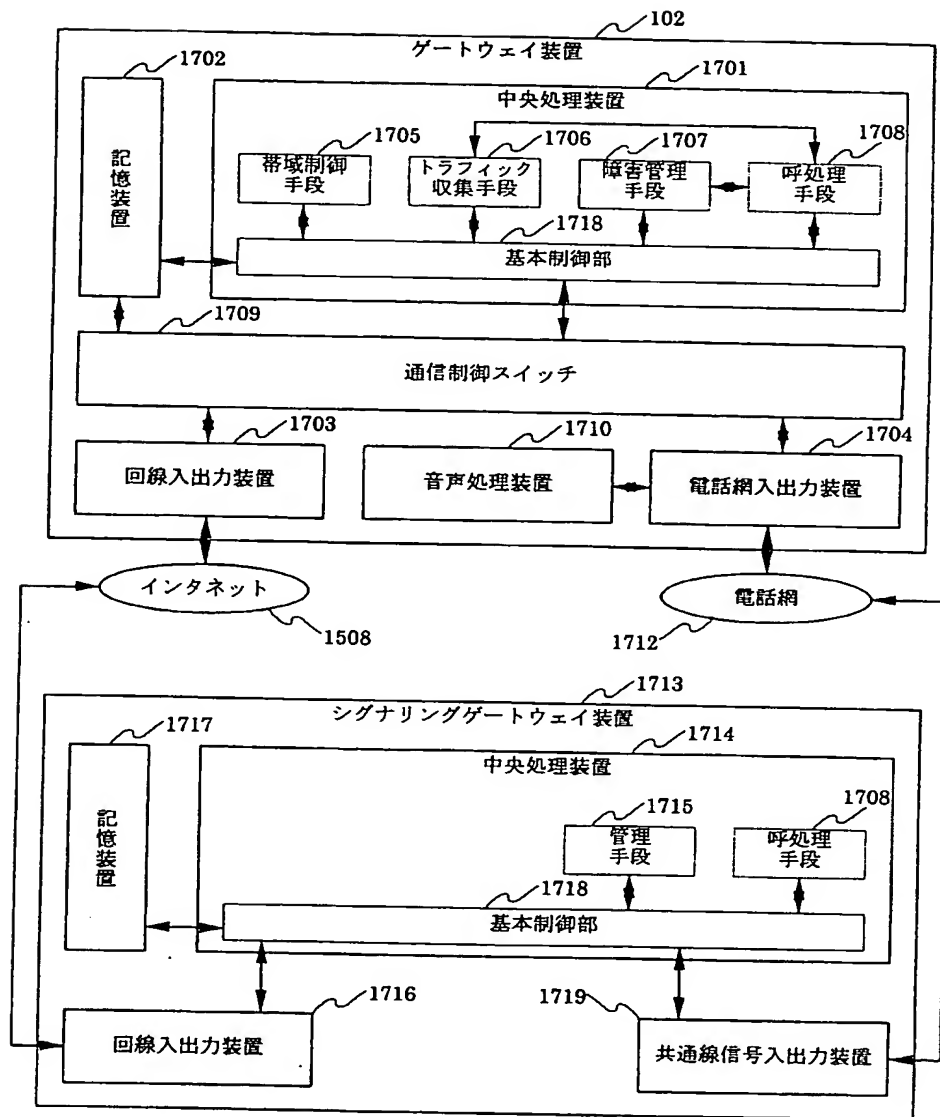 102
ゲートウェイ装置
1702
1701
中央処理装置
記憶装置
1705
1706
1707
1708
帯域制御
手段
トラフィック
収集手段
障害管理
手段
呼処理
手段
1718
基本制御部
1709
通信制御スイッチ
1703
1710
1704
回線入出力装置
音声処理装置
電話網入出力装置
インタネット
電話網
1508
1712
1713
シグナリングゲートウェイ装置
1717
1714
中央処理装置
記憶装置
1715
1708
管理
手段
呼処理
手段
1718
基本制御部
1716
1719
回線入出力装置
共通線信号入出力装置